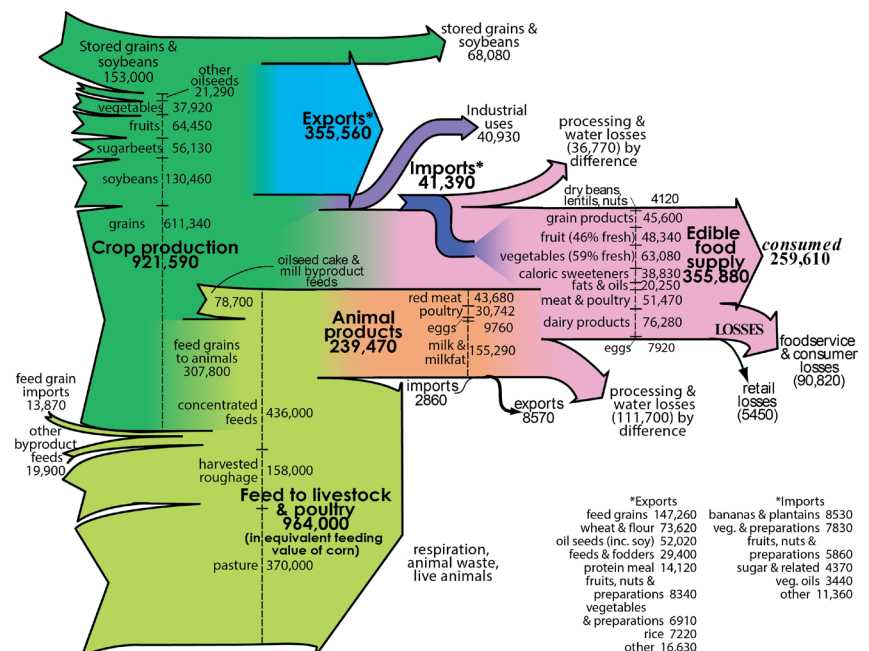 Stored grains &
soybeans
153,000
stored grains &
soybeans
68,080
other
oilseeds
21,290
vegetables 37,920
fruits 64,450
sugarbeets 56,130
soybeans 130,460
grains 611,340
Crop production
921,590
Exports*
355,560
Industrial
uses
40,930
Imports*
41,390
processing &
water losses
(36,770) by
difference
dry beans,
lentils, nuts 4120
grain products 45,600
fruit (46% fresh) 48,340
vegetables (59% fresh) 63,080
caloric sweeteners 38,830
fats & oils 20,250
meat & poultry 51,470
dairy products 76,280
eggs 7920
Edible
food
supply
355,880
consumed
259,610
LOSSES
foodservice
& consumer
losses
(90,820)
retail
losses
(5450)
oilseed cake &
mill byproduct
feeds
78,700
Animal
products
239,470
red meat 43,680
poultry 30,742
eggs 9760
milk &
milkfat 155,290
imports
2860
exports
8570
processing &
water losses
(111,700) by
difference
feed grains
to animals
307,800
feed grain
imports
13,870
other
byproduct
feeds
19,900
concentrated
feeds 436,000
harvested
roughage 158,000
Feed to livestock
& poultry
964,000
(in equivalent feeding
value of corn)
pasture 370,000
respiration,
animal waste,
live animals
*Exports
feed grains 147,260
wheat & flour 73,620
oil seeds (inc. soy) 52,020
feeds & fodders 29,400
protein meal 14,120
fruits, nuts &
preparations 8340
vegetables
& preparations 6910
rice 7220
other 16,630
*Imports
bananas & plantains 8530
veg. & preparations 7830
fruits, nuts &
preparations 5860
sugar & related 4370
veg. oils 3440
other 11,360